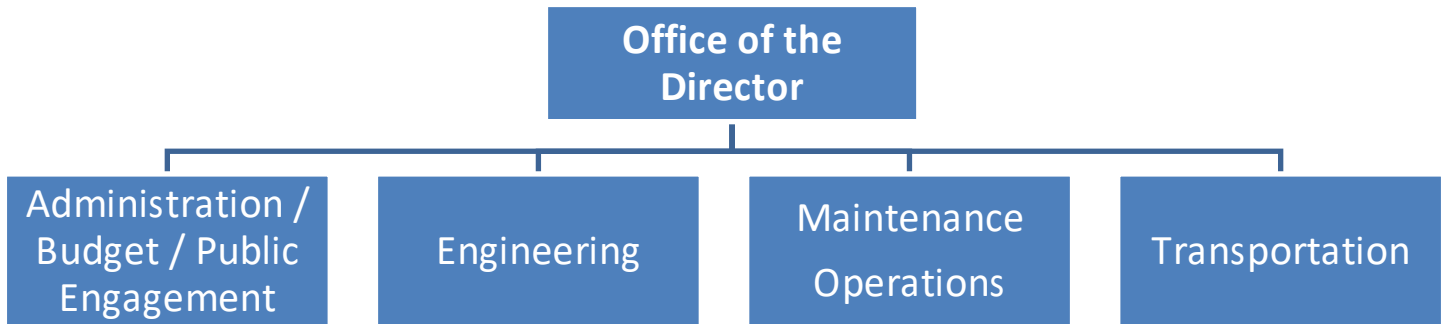 Office of the
Director
Administration /
Budget / Public
Engagement
Engineering
Maintenance
Operations
Transportation